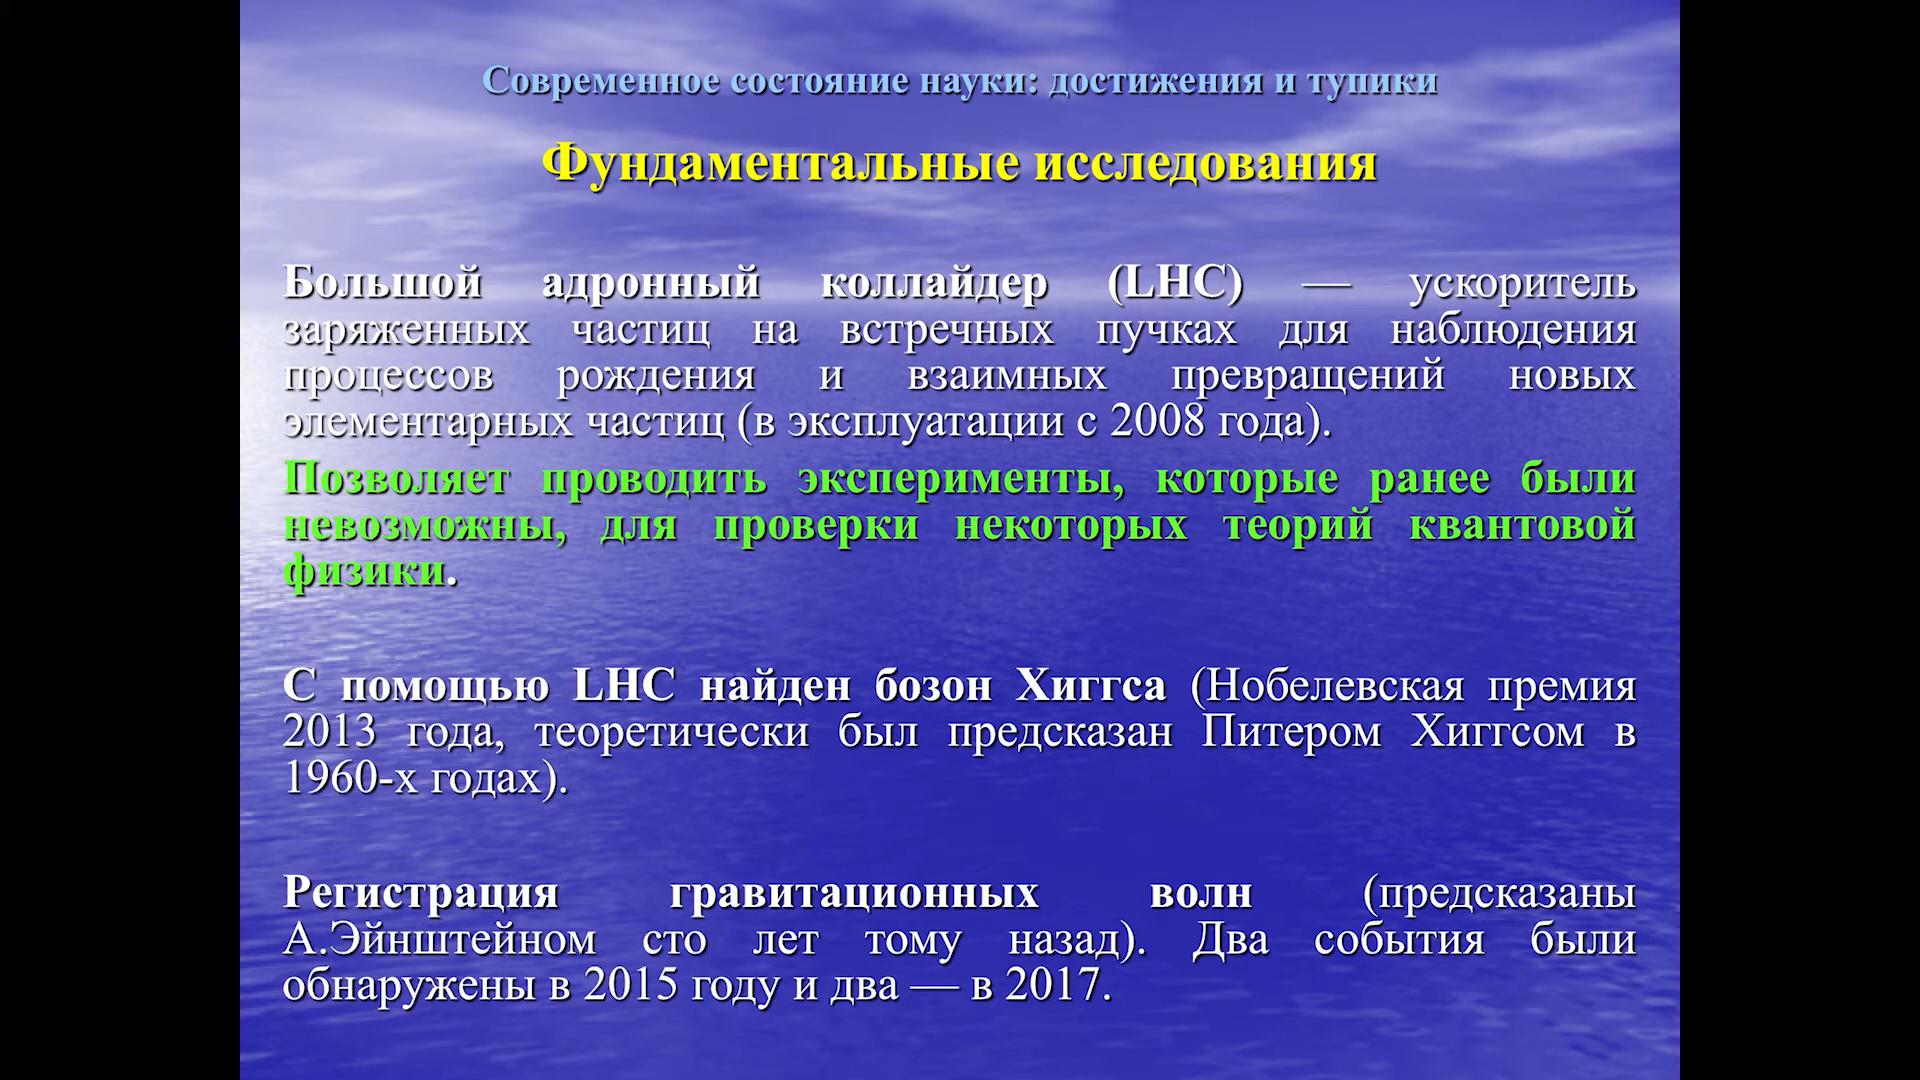 Современное состояние науки: достижения и тупики
Фундаментальные исследования
Большой адронный коллайдер (LHC) — ускоритель
заряженных частиц на встречных пучках для наблюдения
процессов рождения и взаимных превращений новых
элементарных частиц (в эксплуатации с 2008 года).
Позволяет проводить эксперименты, которые ранее были
невозможны, для проверки некоторых теорий квантовой
физики.
С помощью LHC найден бозон Хиггса (Нобелевская премия
2013 года, теоретически был предсказан Питером Хиггсом в
1960-х годах).
Регистрация гравитационных волн (предсказаны
А.Эйнштейном сто лет тому назад). Два события были
обнаружены в 2015 году и два — в 2017.